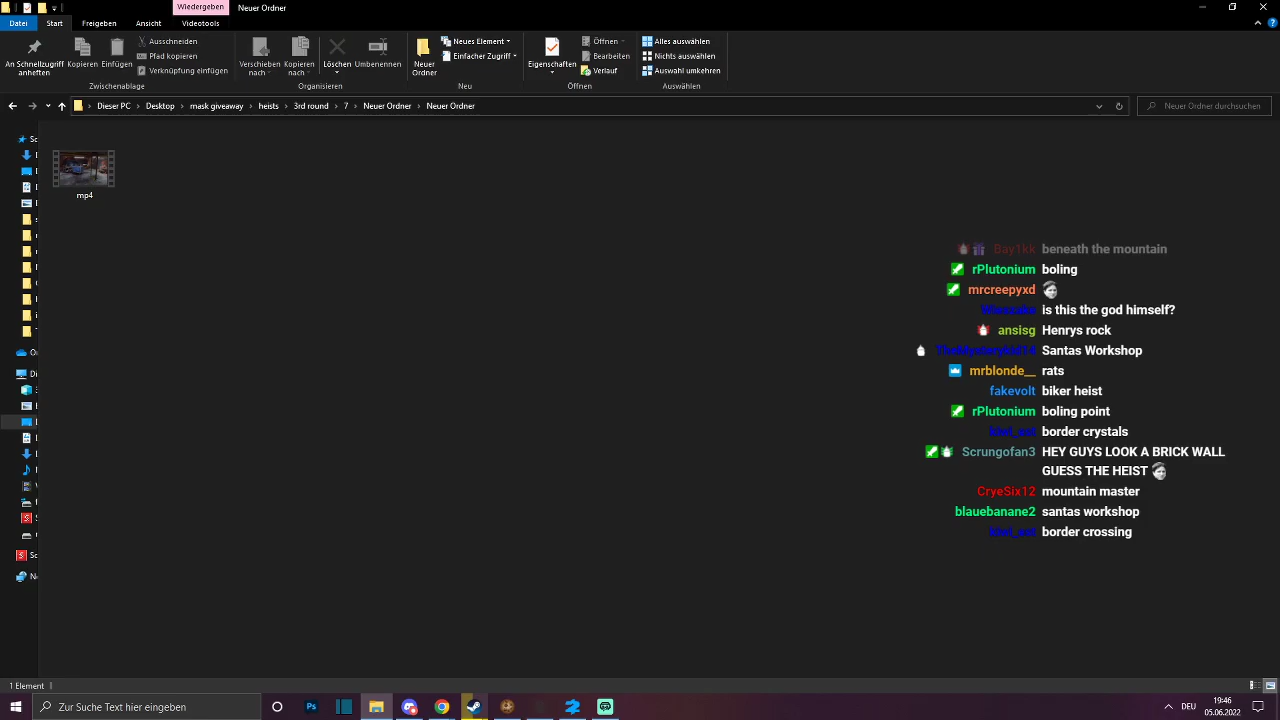 Wiedergeben
Neuer Ordner
Datei
Start
Freigeben
Ansicht
Videotools
An Schnellzugriff
anheften
Kopieren
Einfügen
Ausschneiden
Pfad kopieren
Verknüpfung einfügen
Zwischenablage
Verschieben
nach
Kopieren
nach
Löschen
Umbenennen
Organisieren
Neuer
Ordner
Neues Element
Einfacher Zugriff
Neu
Eigenschaften
Öffnen
Bearbeiten
Verlauf
Öffnen
Alles auswählen
Nichts auswählen
Auswahl umkehren
Auswählen
Dieser PC > Desktop > mask giveaway > heists > 3rd round > 7 > Neuer Ordner > Neuer Ordner
Neuer Ordner durchsuchen
mp4
Bay1kk beneath the mountain
rPlutonium boling
mrcreepyxd
is this the god himself?
ansisg Henrys rock
Santas Workshop
mrblonde__ rats
fakevolt biker heist
rPlutonium boling point
border crystals
Scrungofan3 HEY GUYS LOOK A BRICK WALL
GUESS THE HEIST
CryeSix12 mountain master
blauebanane2 santas workshop
border crossing
1 Element
Zur Suche Text hier eingeben
Ps
DEU
19:46
05.06.2022